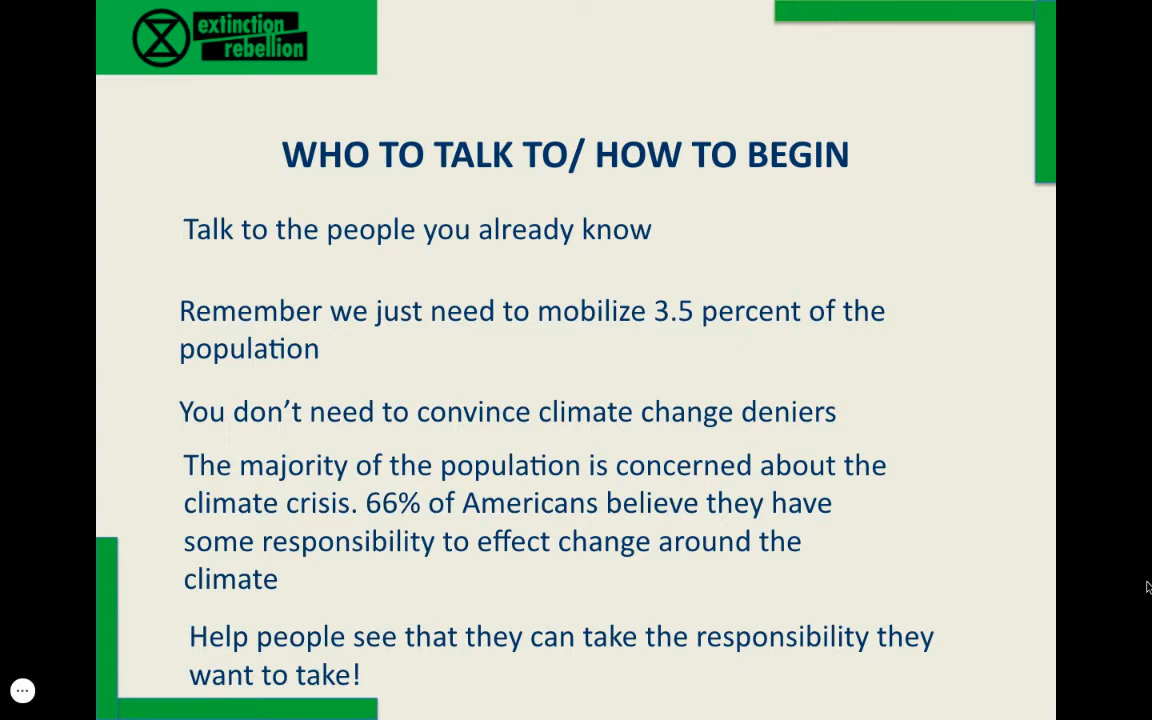 extinction
rebellion
WHO TO TALK TO/ HOW TO BEGIN
Talk to the people you already know
Remember we just need to mobilize 3.5 percent of the
population
You don’t need to convince climate change deniers
The majority of the population is concerned about the
climate crisis. 66% of Americans believe they have
some responsibility to effect change around the
climate
Help people see that they can take the responsibility they
want to take!